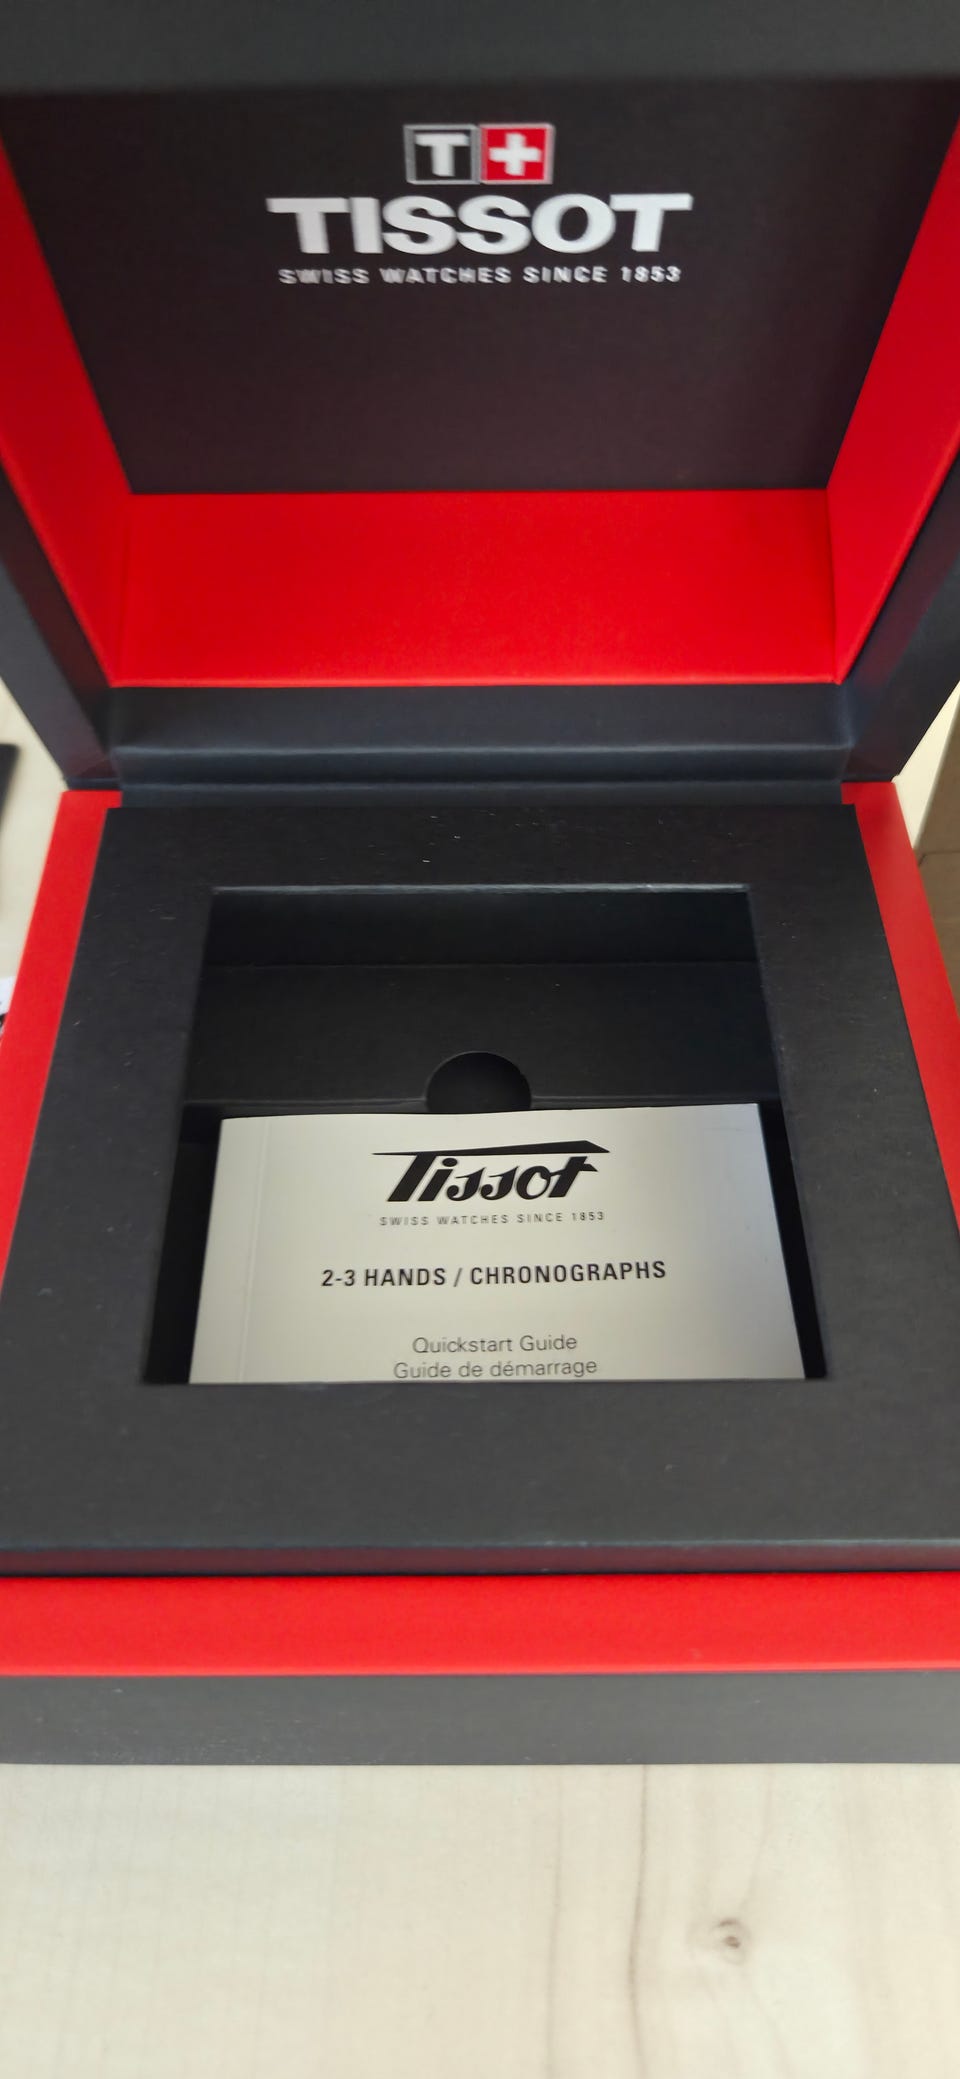 T+
TISSOT
SWISS WATCHES SINCE 1853
Tissot
SWISS WATCHES SINCE 1853
2-3 HANDS / CHRONOGRAPHS
Quickstart Guide
Guide de démarrage